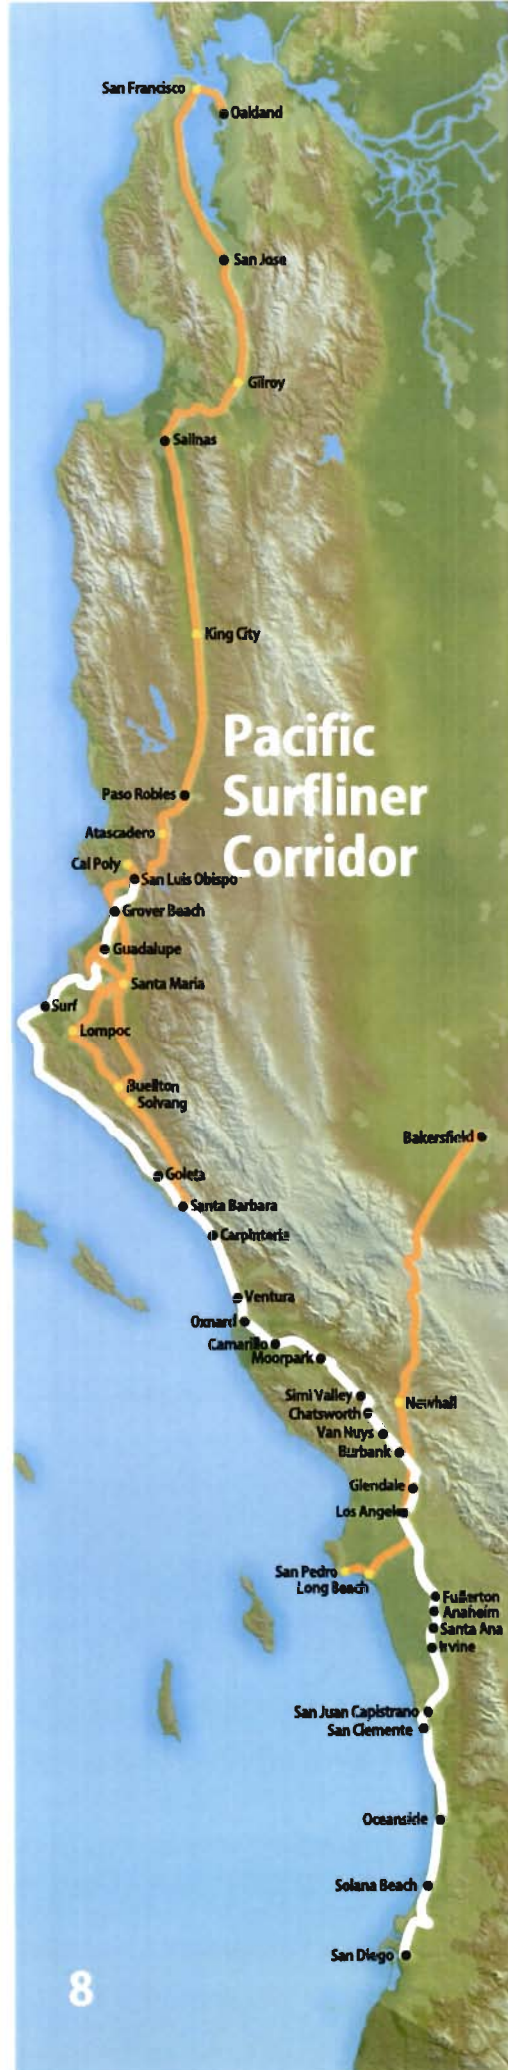 San Francisco
Oakland
San Jose
Gilroy
Salinas
King City
Pacific
Surfliner
Corridor
Paso Robles
Atascadero
Cal Poly
San Luis Obispo
Grover Beach
Guadalupe
Santa Maria
Surf
Lompoc
Buellton
Solvang
Bakersfield
Goleta
Santa Barbara
Carpinteria
Ventura
Oxnard
Camarillo
Moorpark
Simi Valley
Newhall
Chatsworth
Van Nuys
Burbank
Glendale
Los Angeles
San Pedro
Long Beach
Fullerton
Anaheim
Santa Ana
Irvine
San Juan Capistrano
San Clemente
Oceanside
Solana Beach
San Diego
8